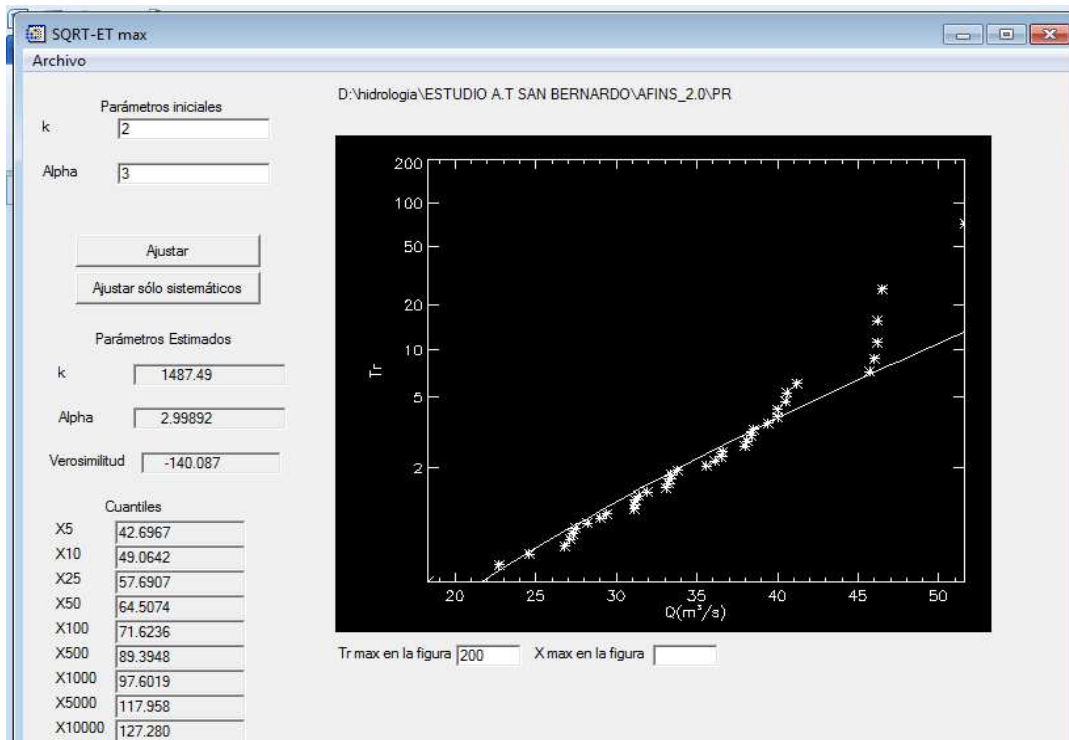 SQRT-ET max
Archivo
D:\hidrologia\ESTUDIO A.T SAN BERNARDO\AFINS_2.0\PR
Parámetros iniciales
k 2
Alpha 3
Ajustar
Ajustar sólo sistemáticos
Parámetros Estimados
k 1487.49
Alpha 2.99892
Verosimilitud -140.087
Cuantiles
X5 42.6967
X10 49.0642
X25 57.6907
X50 64.5074
X100 71.6236
X500 89.3948
X1000 97.6019
X5000 117.958
X10000 127.280
Tr
200
100
50
20
10
5
2
20 25 30 35 40 45 50
Q(m³/s)
Tr max en la figura 200 X max en la figura